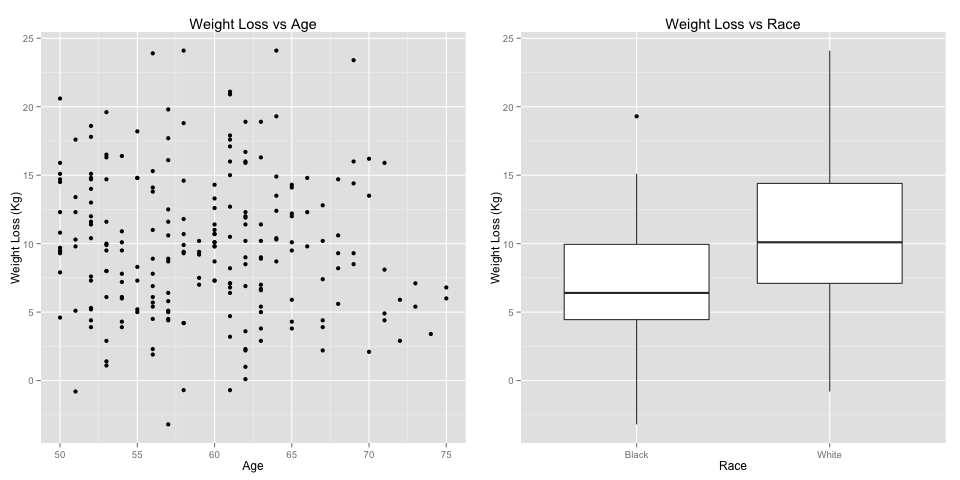 Weight Loss vs Age
25
20
15
10
5
0
Weight Loss (Kg)
50 55 60 65 70 75
Age
Weight Loss vs Race
25
20
15
10
5
0
Weight Loss (Kg)
Black White
Race